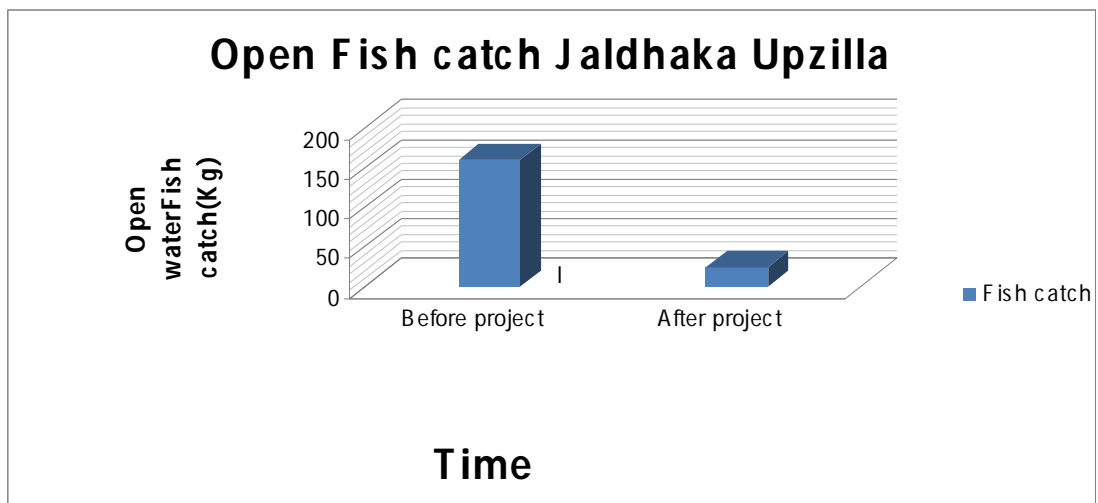 Open Fish catch Jaldhaka Upzilla
Open
waterFish
catch(Kg)
200
150
100
50
0
I
Before project
After project
Fish catch
Time